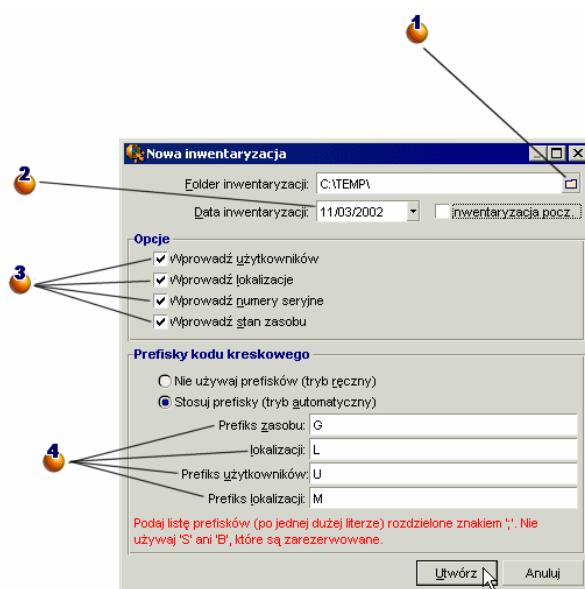 1
Nowa inwentaryzacja
2
Folder inwentaryzacji: C:\TEMP\
Data inwentaryzacji: 11/03/2002 inwentaryzacja pocz.
Opcje
3
Wprowadź użytkowników
Wprowadź lokalizacje
Wprowadź numery seryjne
Wprowadź stan zasobu
Prefisky kodu kreskowego
Nie używaj prefisków (tryb ręczny)
Stosuj prefisky (tryb automatyczny)
Prefiks zasobu: G
4
lokalizacji: L
Prefiks użytkowników: U
Prefiks lokalizacji: M
Podaj listę prefisków (po jednej dużej literze) rozdzielone znakiem ';'. Nie
używaj 'S' ani 'B', które są zarezerwowane.
Utwórz Anuluj